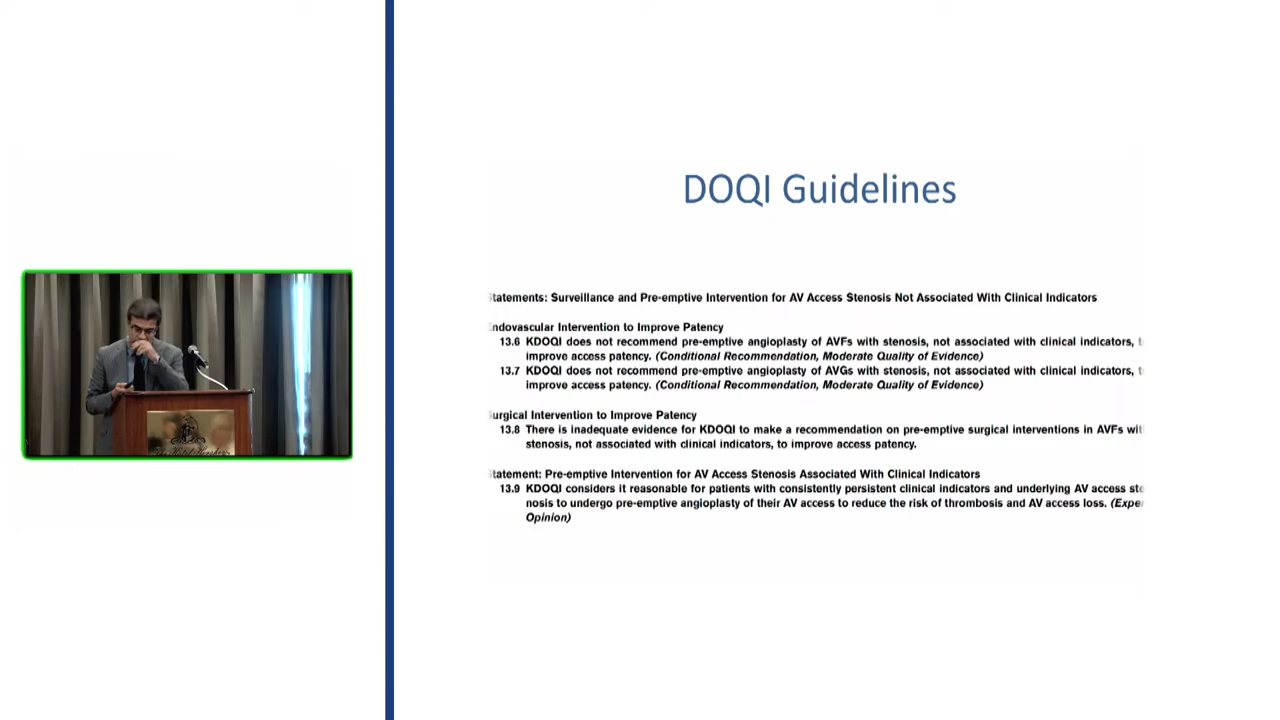 DOQI Guidelines
tatements: Surveillance and Pre-emptive Intervention for AV Access Stenosis Not Associated With Clinical Indicators
ndovascular Intervention to Improve Patency
13.6 KDOQI does not recommend pre-emptive angioplasty of AVFs with stenosis, not associated with clinical indicators, t
improve access patency. (Conditional Recommendation, Moderate Quality of Evidence)
13.7 KDOQI does not recommend pre-emptive angioplasty of AVGs with stenosis, not associated with clinical indicators, t
improve access patency. (Conditional Recommendation, Moderate Quality of Evidence)
urgical Intervention to Improve Patency
13.8 There is inadequate evidence for KDOQI to make a recommendation on pre-emptive surgical interventions in AVFs wit
stenosis, not associated with clinical indicators, to improve access patency.
tatement: Pre-emptive Intervention for AV Access Stenosis Associated With Clinical Indicators
13.9 KDOQI considers it reasonable for patients with consistently persistent clinical indicators and underlying AV access ste
nosis to undergo pre-emptive angioplasty of their AV access to reduce the risk of thrombosis and AV access loss. (Exper
Opinion)